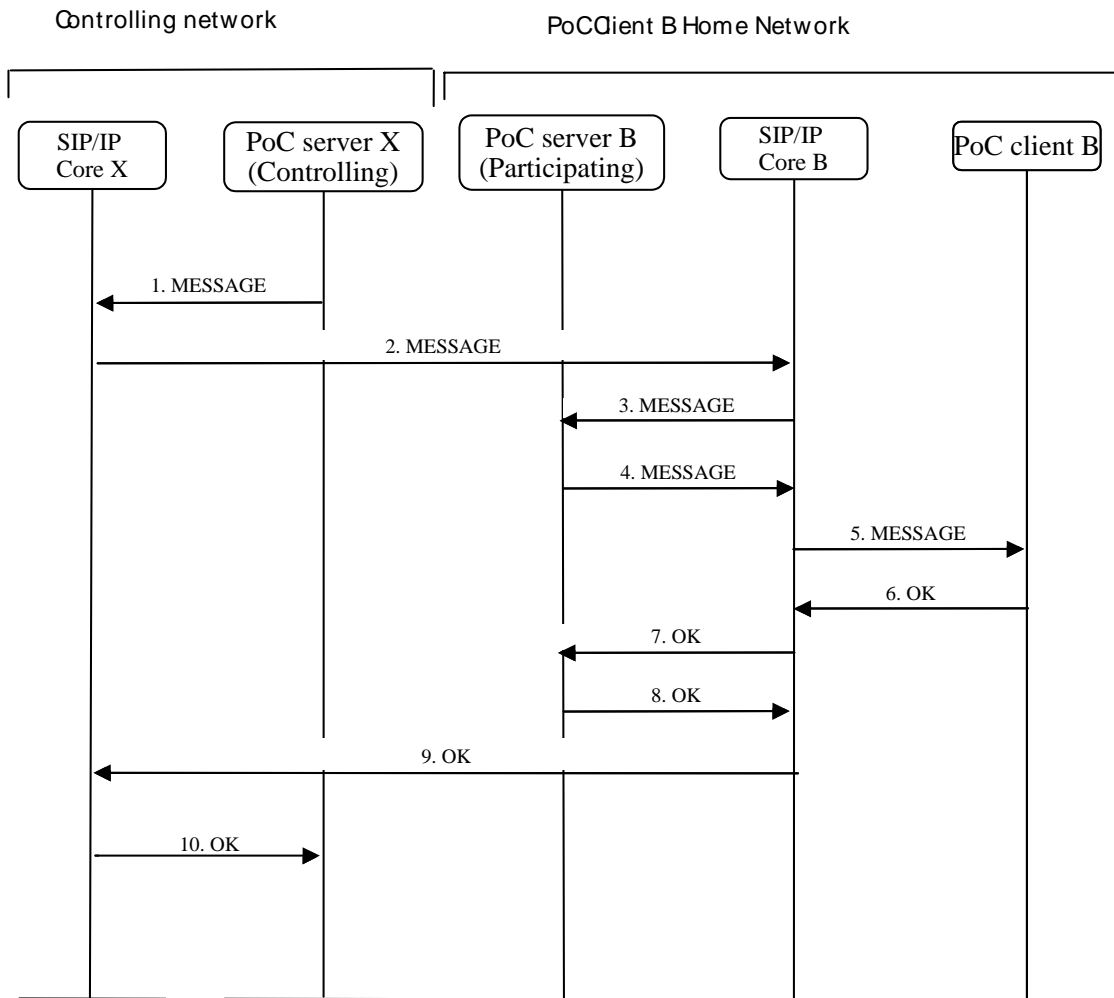 Controlling network
PoCClient B Home Network
SIP/IP
Core X
PoC server X
(Controlling)
PoC server B
(Participating)
SIP/IP
Core B
PoC client B
1. MESSAGE
2. MESSAGE
3. MESSAGE
4. MESSAGE
5. MESSAGE
6. OK
7. OK
8. OK
9. OK
10. OK